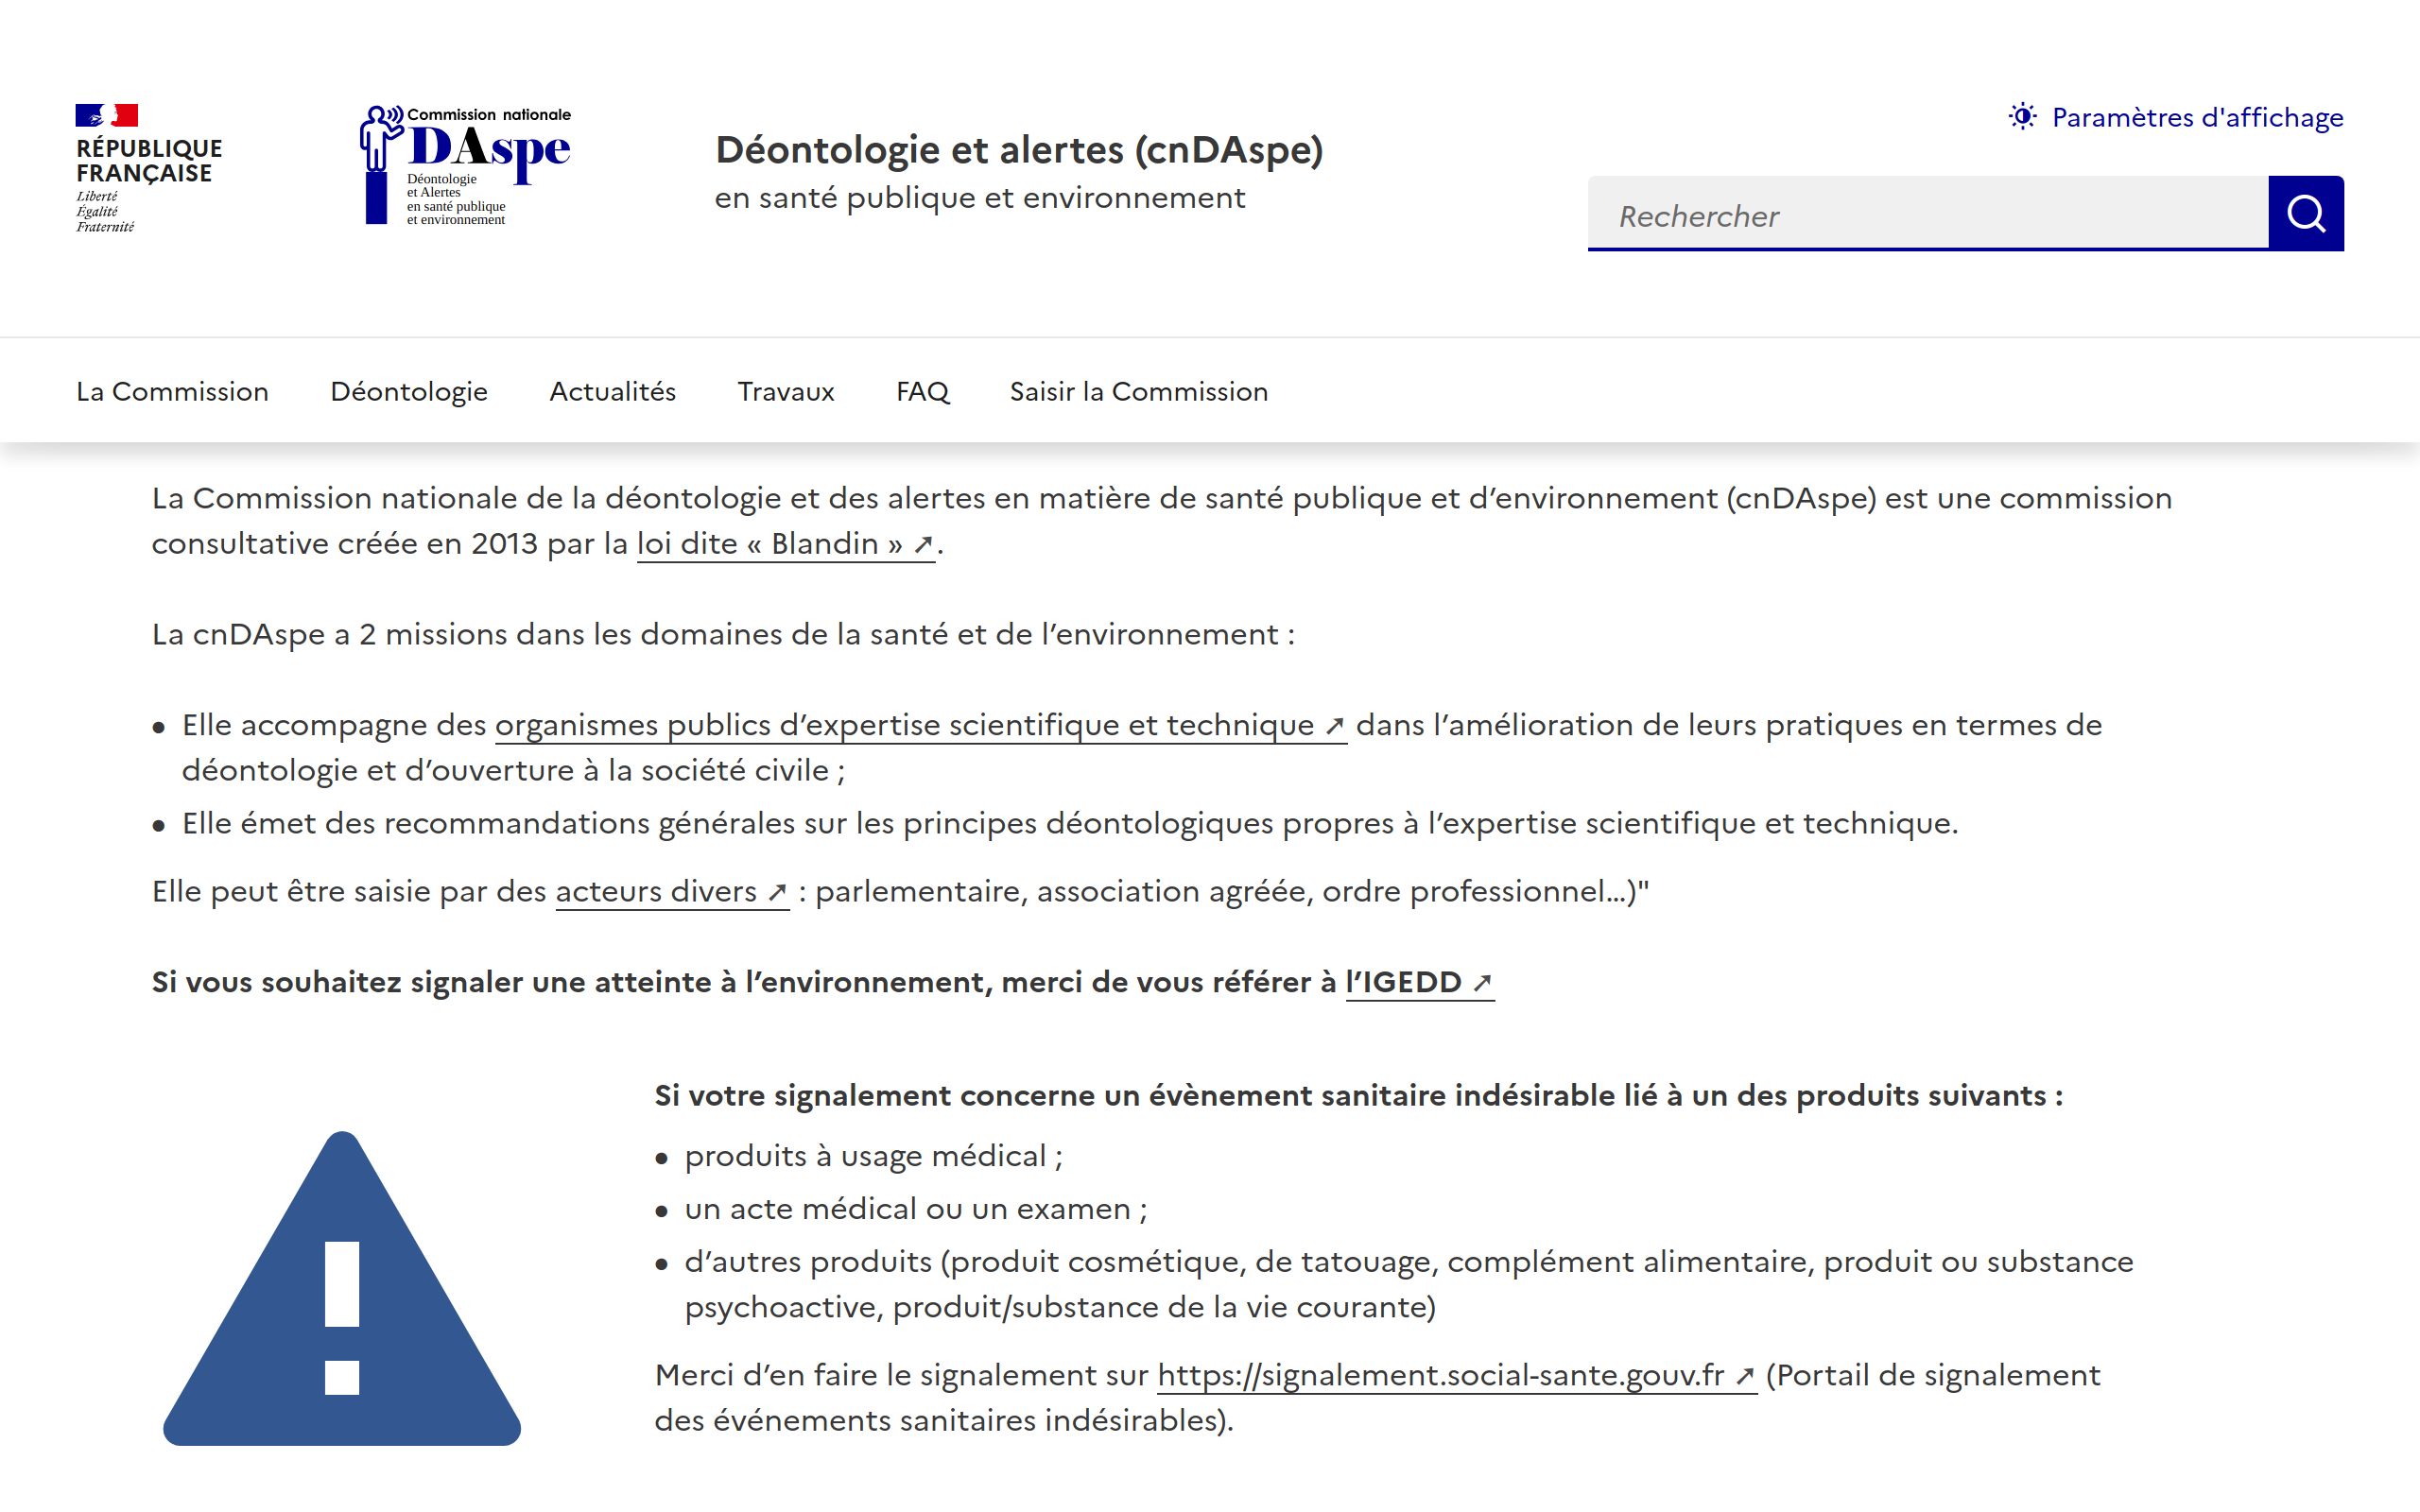 RÉPUBLIQUE
FRANÇAISE
Liberté
Égalité
Fraternité
Commission nationale
DAspe
Déontologie
et Alertes
en santé publique
et environnement
Déontologie et alertes (cnDAspe)
en santé publique et environnement
Paramètres d'affichage
Rechercher
La Commission Déontologie Actualités Travaux FAQ Saisir la Commission
La Commission nationale de la déontologie et des alertes en matière de santé publique et d’environnement (cnDAspe) est une commission
consultative créée en 2013 par la loi dite « Blandin » ↗.
La cnDAspe a 2 missions dans les domaines de la santé et de l’environnement :
• Elle accompagne des organismes publics d’expertise scientifique et technique ↗ dans l’amélioration de leurs pratiques en termes de
déontologie et d’ouverture à la société civile ;
• Elle émet des recommandations générales sur les principes déontologiques propres à l’expertise scientifique et technique.
Elle peut être saisie par des acteurs divers ↗ : parlementaire, association agréée, ordre professionnel…)"
Si vous souhaitez signaler une atteinte à l’environnement, merci de vous référer à l’IGEDD ↗
Si votre signalement concerne un évènement sanitaire indésirable lié à un des produits suivants :
• produits à usage médical ;
• un acte médical ou un examen ;
• d’autres produits (produit cosmétique, de tatouage, complément alimentaire, produit ou substance
psychoactive, produit/substance de la vie courante)
Merci d’en faire le signalement sur https://signalement.social-sante.gouv.fr ↗ (Portail de signalement
des événements sanitaires indésirables).